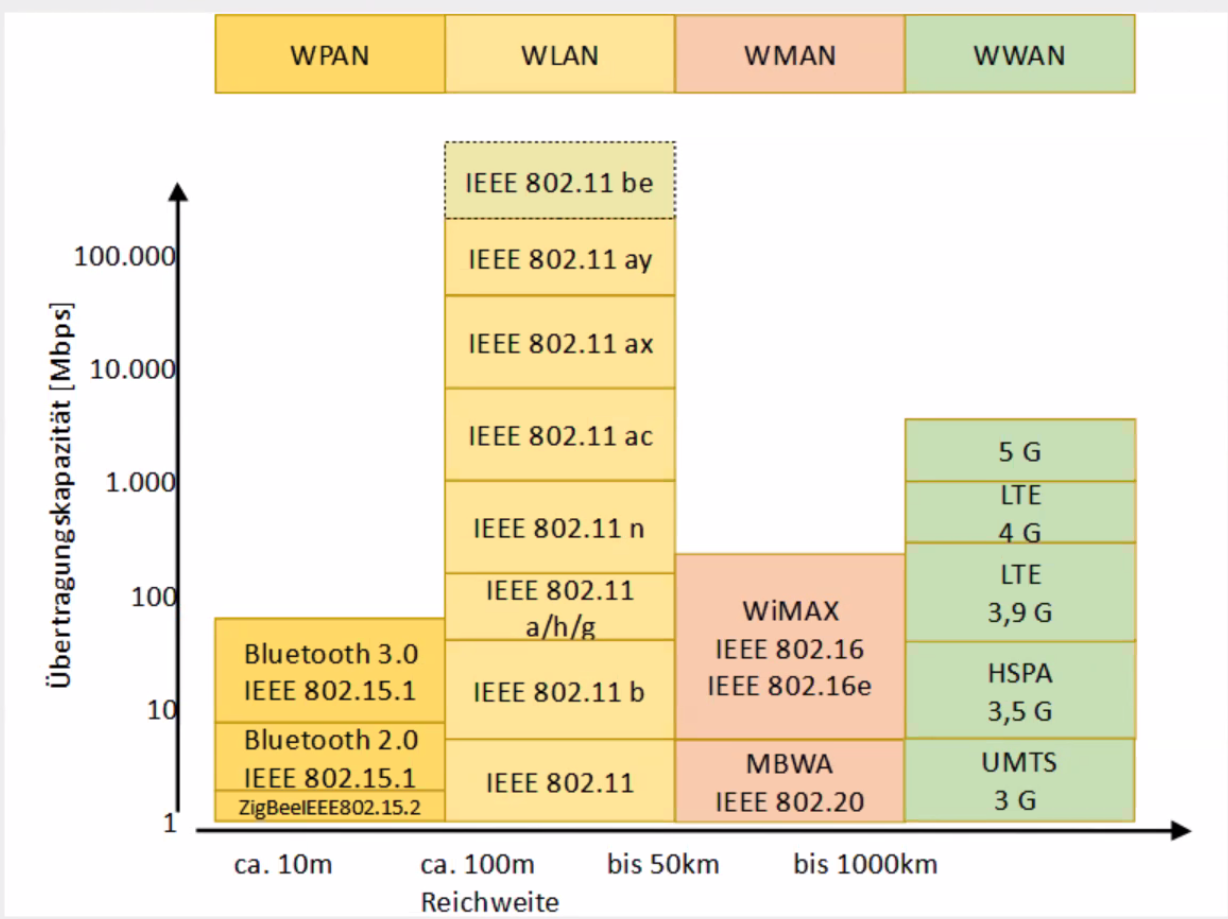 WPAN
WLAN
WMAN
WWAN
Übertragungskapazität [Mbps]
100.000
10.000
1.000
100
10
1
Bluetooth 3.0
IEEE 802.15.1
Bluetooth 2.0
IEEE 802.15.1
ZigBeeIEEE802.15.2
IEEE 802.11 be
IEEE 802.11 ay
IEEE 802.11 ax
IEEE 802.11 ac
IEEE 802.11 n
IEEE 802.11
a/h/g
IEEE 802.11 b
IEEE 802.11
WiMAX
IEEE 802.16
IEEE 802.16e
MBWA
IEEE 802.20
5 G
LTE
4 G
LTE
3,9 G
HSPA
3,5 G
UMTS
3 G
ca. 10m
ca. 100m
bis 50km
bis 1000km
Reichweite